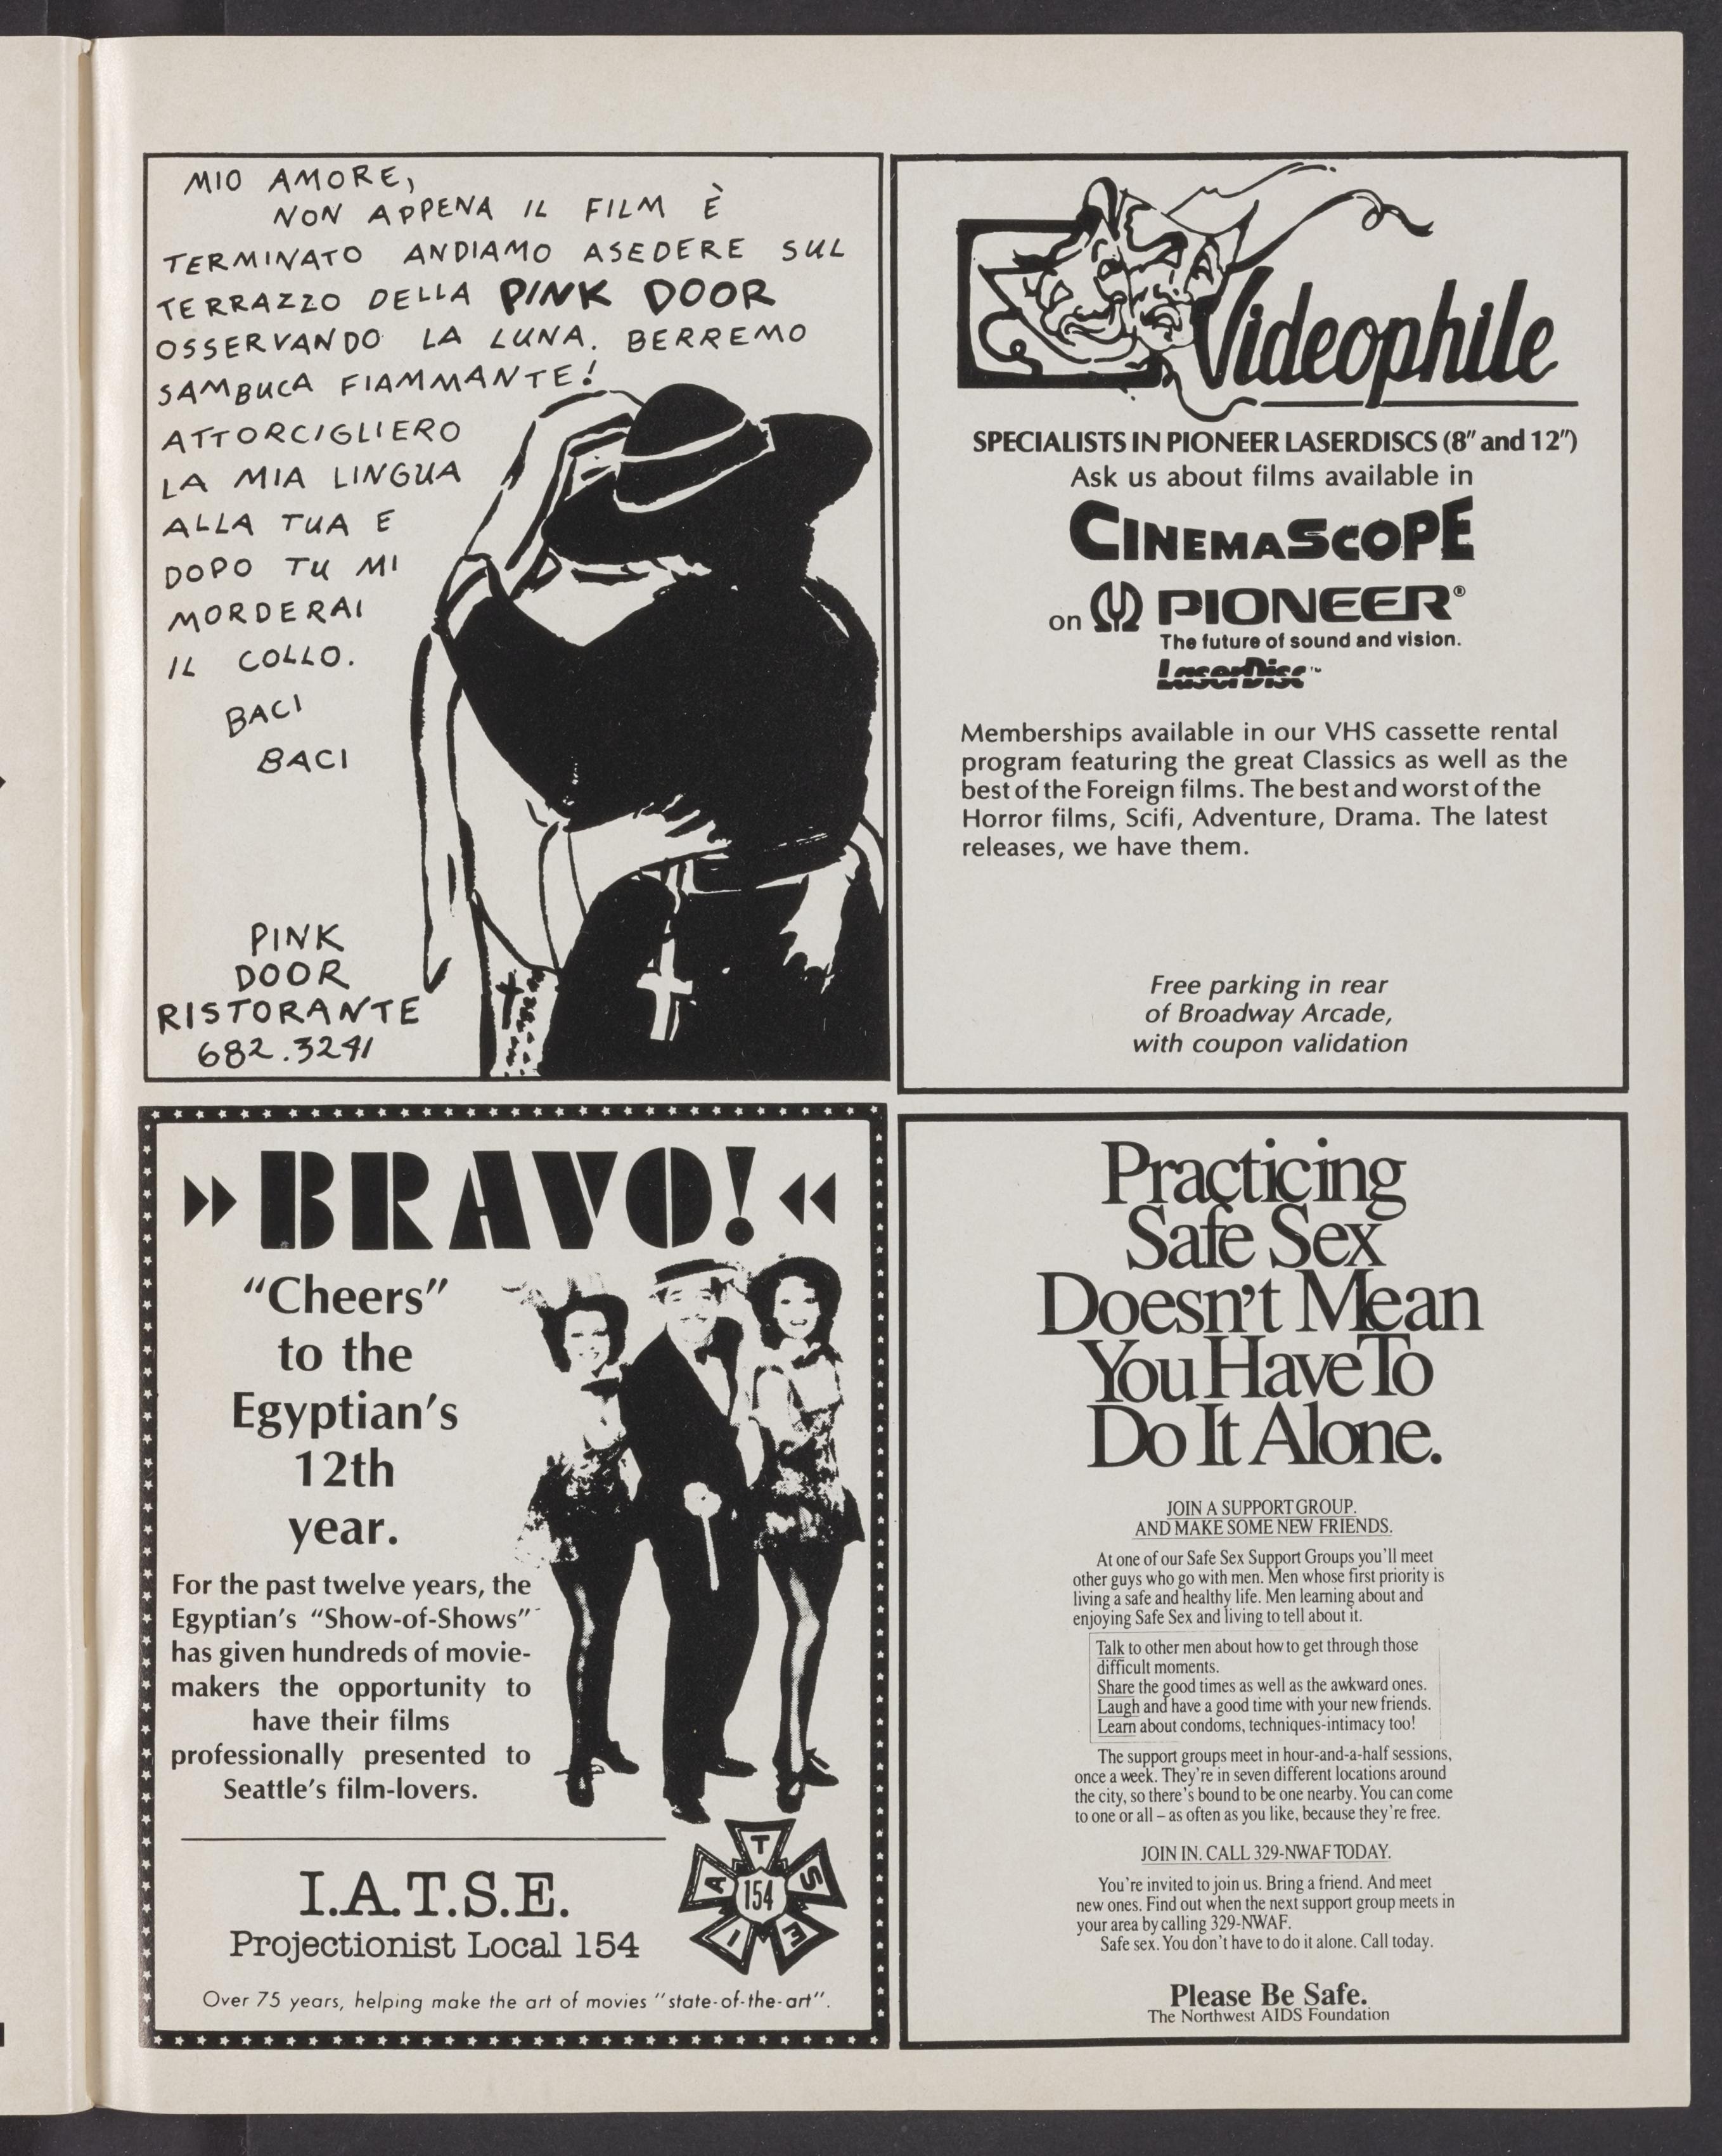 MIO AMORE,
NON APPENA IL FILM È
TERMINATO ANDIAMO ASEDERE SUL
TERRAZZO DELLA PINK DOOR
OSSERVANDO LA LUNA. BERREMO
SAMBUCA FIAMMANTE!
ATTORCIGLIERO
LA MIA LINGUA
ALLA TUA E
DOPO TU MI
MORDERAI
IL COLLO.
BACI
BACI
PINK
DOOR
RISTORANTE
682.3241
Videophile
SPECIALISTS IN PIONEER LASERDISCS (8" and 12")
Ask us about films available in
CINEMASCOPE
on PIONEER®
The future of sound and vision.
LaserDisc™
Memberships available in our VHS cassette rental
program featuring the great Classics as well as the
best of the Foreign films. The best and worst of the
Horror films, Scifi, Adventure, Drama. The latest
releases, we have them.
Free parking in rear
of Broadway Arcade,
with coupon validation
BRAVO!
"Cheers"
to the
Egyptian's
12th
year.
For the past twelve years, the
Egyptian's "Show-of-Shows"
has given hundreds of movie-
makers the opportunity to
have their films
professionally presented to
Seattle's film-lovers.
I.A.T.S.E.
Projectionist Local 154
I A T S E
154
Over 75 years, helping make the art of movies "state-of-the-art".
Practicing
Safe Sex
Doesn't Mean
You Have To
Do It Alone.
JOIN A SUPPORT GROUP.
AND MAKE SOME NEW FRIENDS.
At one of our Safe Sex Support Groups you'll meet
other guys who go with men. Men whose first priority is
living a safe and healthy life. Men learning about and
enjoying Safe Sex and living to tell about it.
Talk to other men about how to get through those
difficult moments.
Share the good times as well as the awkward ones.
Laugh and have a good time with your new friends.
Learn about condoms, techniques-intimacy too!
The support groups meet in hour-and-a-half sessions,
once a week. They're in seven different locations around
the city, so there's bound to be one nearby. You can come
to one or all – as often as you like, because they're free.
JOIN IN. CALL 329-NWAF TODAY.
You're invited to join us. Bring a friend. And meet
new ones. Find out when the next support group meets in
your area by calling 329-NWAF.
Safe sex. You don't have to do it alone. Call today.
Please Be Safe.
The Northwest AIDS Foundation